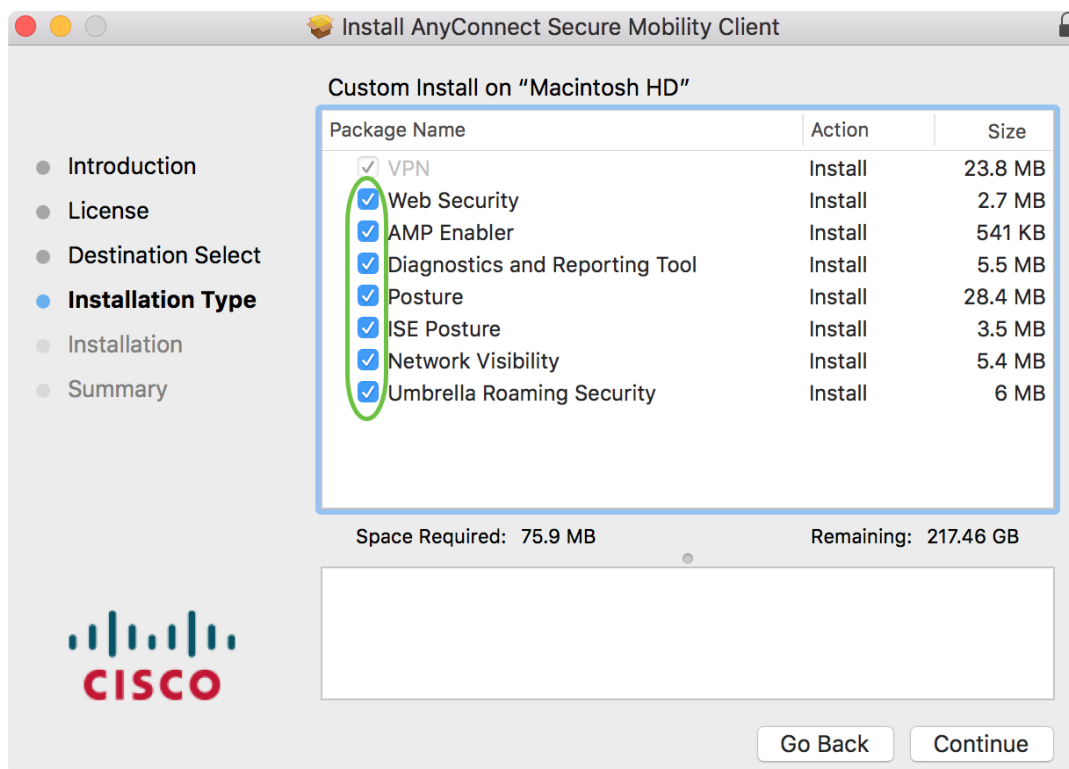 Install AnyConnect Secure Mobility Client
Custom Install on “Macintosh HD”
Package Name Action Size
VPN Install 23.8 MB
Web Security Install 2.7 MB
AMP Enabler Install 541 KB
Diagnostics and Reporting Tool Install 5.5 MB
Posture Install 28.4 MB
ISE Posture Install 3.5 MB
Network Visibility Install 5.4 MB
Umbrella Roaming Security Install 6 MB
Introduction
License
Destination Select
Installation Type
Installation
Summary
Space Required: 75.9 MB Remaining: 217.46 GB
CISCO
Go Back Continue